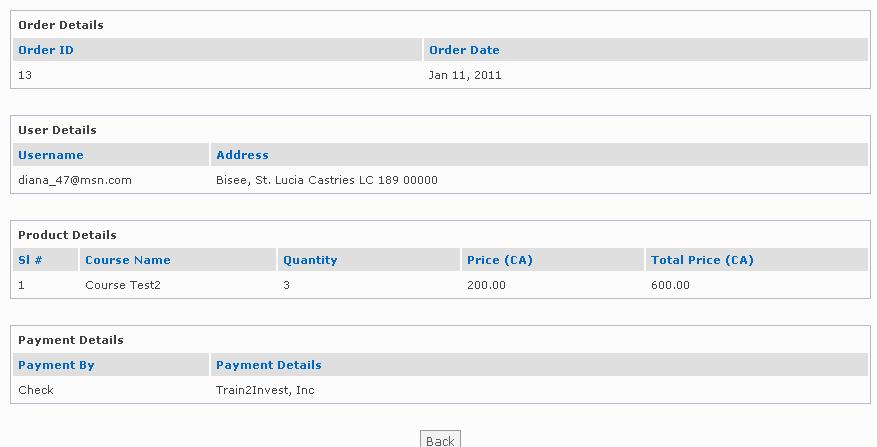 Order Details
Order ID Order Date
13 Jan 11, 2011
User Details
Username Address
diana_47@msn.com Bisee, St. Lucia Castries LC 189 00000
Product Details
Sl # Course Name Quantity Price (CA) Total Price (CA)
1 Course Test2 3 200.00 600.00
Payment Details
Payment By Payment Details
Check Train2Invest, Inc
Back